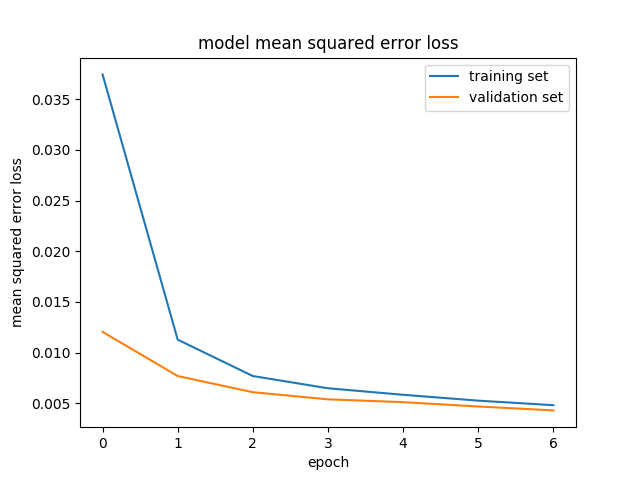 model mean squared error loss
training set
validation set
0.035
0.030
0.025
0.020
0.015
0.010
0.005
mean squared error loss
0 1 2 3 4 5 6
epoch